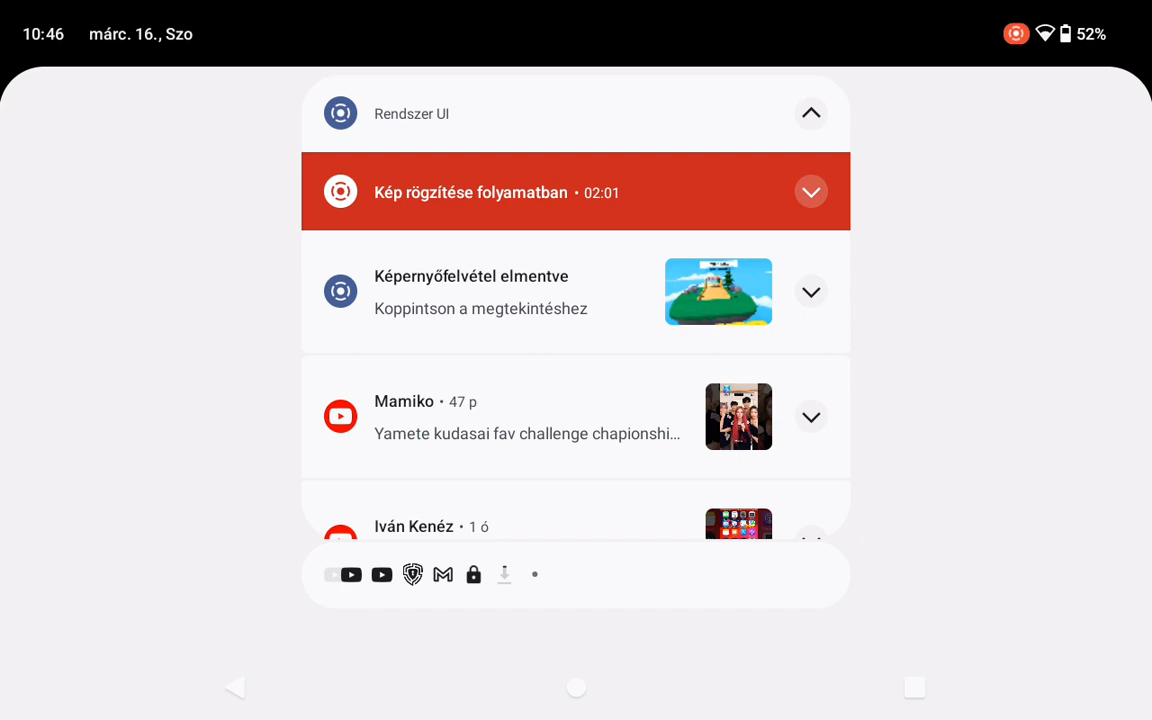 10:46 márc. 16., Szo 52%
Rendszer UI
Kép rögzítése folyamatban • 02:01
Képernyőfelvétel elmentve
Koppintson a megtekintéshez
Mamiko • 47 p
Yamete kudasai fav challenge chapionshi...
Iván Kenéz • 1 ó